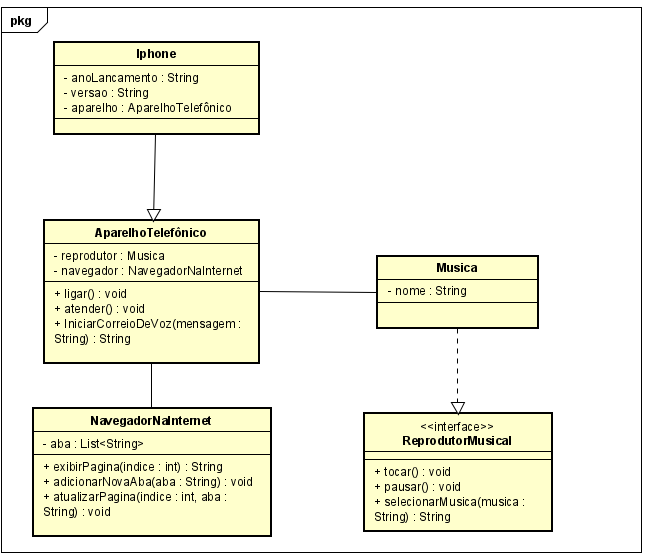 pkg
Iphone
- anoLancamento : String
- versao : String
- aparelho : AparelhoTelefônico
AparelhoTelefônico
- reprodutor : Musica
- navegador : NavegadorNaInternet
+ ligar() : void
+ atender() : void
+ IniciarCorreioDeVoz(mensagem :
String) : String
Musica
- nome : String
NavegadorNaInternet
- aba : List<String>
+ exibirPagina(indice : int) : String
+ adicionarNovaAba(aba : String) : void
+ atualizarPagina(indice : int, aba :
String) : void
<<interface>>
ReprodutorMusical
+ tocar() : void
+ pausar() : void
+ selecionarMusica(musica :
String) : String